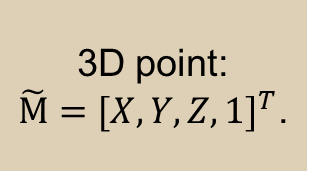 3D point:
M̃ = [X, Y, Z, 1]ᵀ.